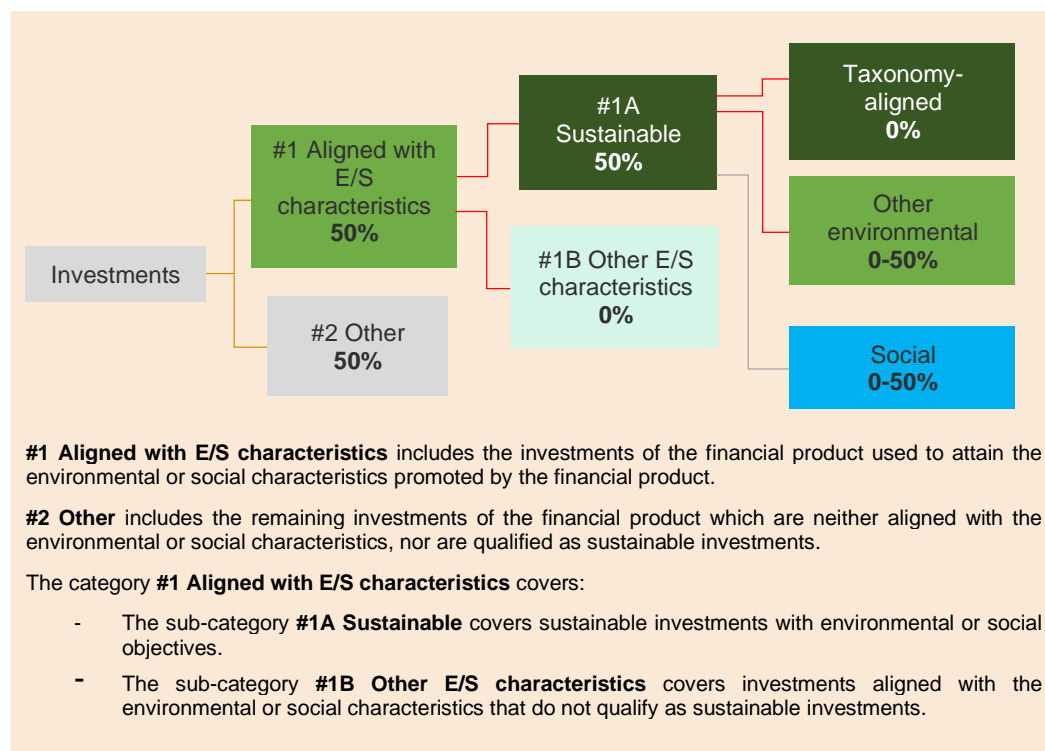 Investments
#1 Aligned with
E/S
characteristics
50%
#2 Other
50%
#1A
Sustainable
50%
#1B Other E/S
characteristics
0%
Taxonomy-
aligned
0%
Other
environmental
0-50%
Social
0-50%
#1 Aligned with E/S characteristics includes the investments of the financial product used to attain the
environmental or social characteristics promoted by the financial product.
#2 Other includes the remaining investments of the financial product which are neither aligned with the
environmental or social characteristics, nor are qualified as sustainable investments.
The category #1 Aligned with E/S characteristics covers:
- The sub-category #1A Sustainable covers sustainable investments with environmental or social
objectives.
- The sub-category #1B Other E/S characteristics covers investments aligned with the
environmental or social characteristics that do not qualify as sustainable investments.